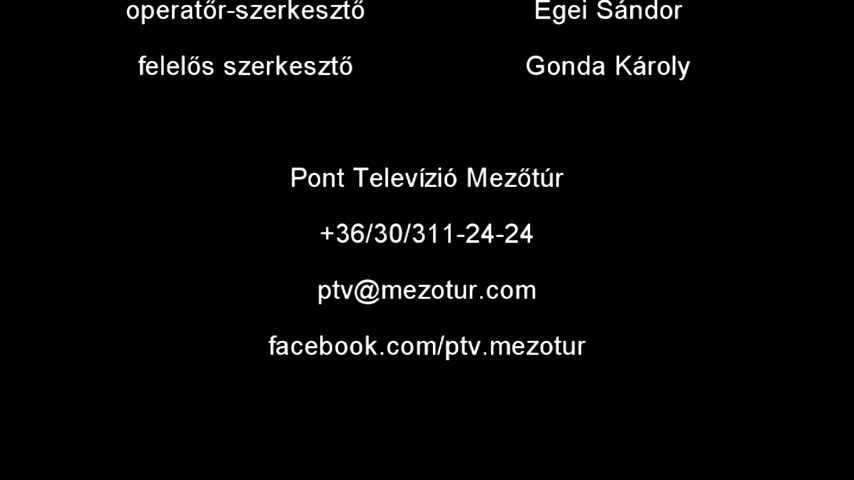 operatőr-szerkesztő Egei Sándor
felelős szerkesztő Gonda Károly
Pont Televízió Mezőtúr
+36/30/311-24-24
ptv@mezotur.com
facebook.com/ptv.mezotur